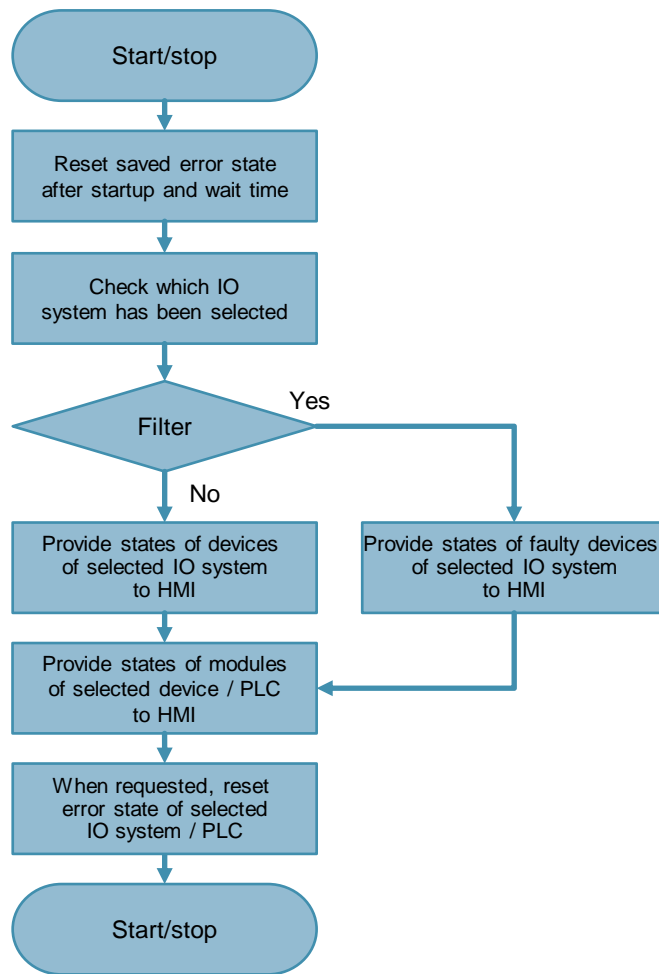 Start/stop
Reset saved error state
after startup and wait time
Check which IO
system has been selected
Yes
Filter
No
Provide states of devices
of selected IO system
to HMI
Provide states of faulty devices
of selected IO system
to HMI
Provide states of modules
of selected device / PLC
to HMI
When requested, reset
error state of selected
IO system / PLC
Start/stop